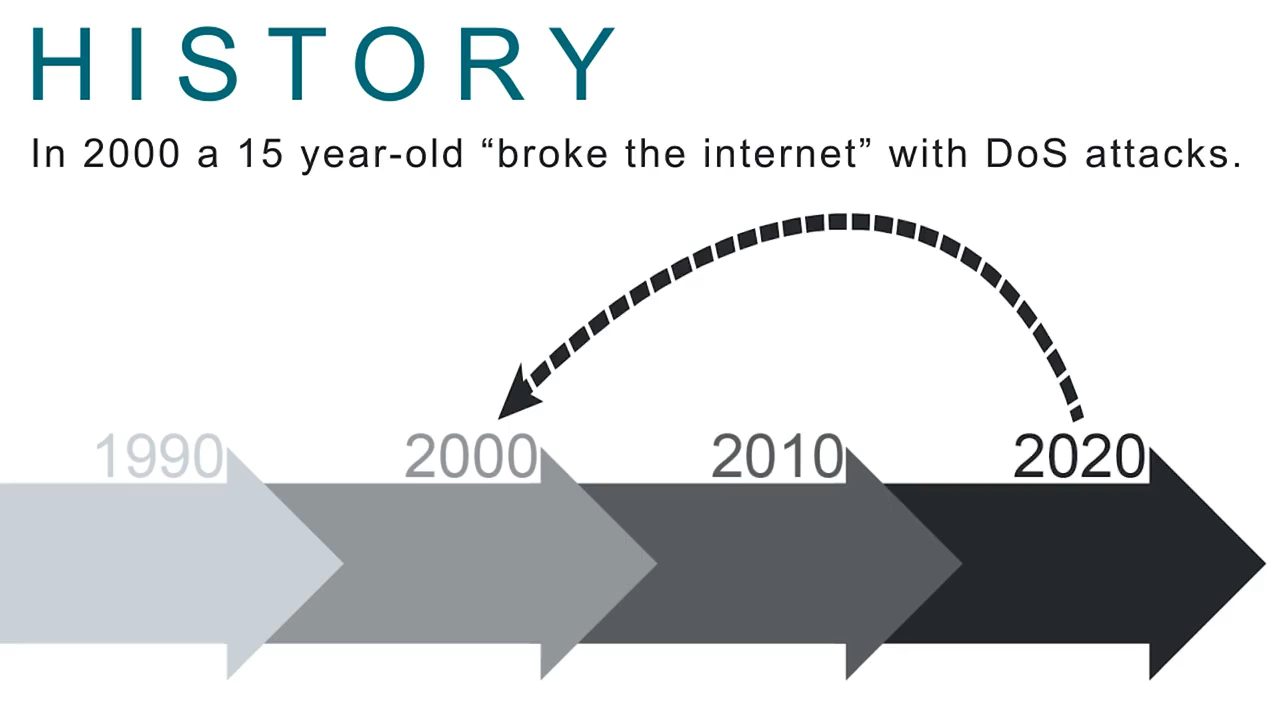 HISTORY
In 2000 a 15 year-old “broke the internet” with DoS attacks.
1990 2000 2010 2020